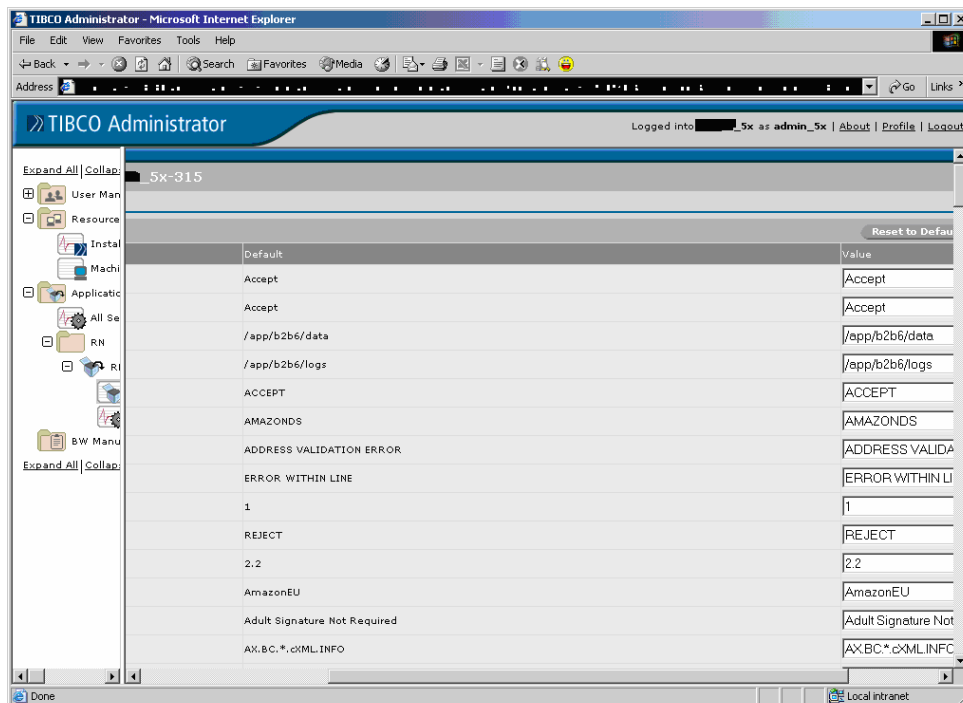 TIBCO Administrator - Microsoft Internet Explorer
File Edit View Favorites Tools Help
Back Search Favorites Media
Address Go Links
TIBCO Administrator
Logged into _5x as admin_5x | About | Profile | Logout
Expand All | Collap
_5x-315
User Man
Resource
Reset to Defau
Instal
Default Value
Machi
Accept Accept
Applicatic
Accept Accept
All Se
/app/b2b6/data /app/b2b6/data
RN
/app/b2b6/logs /app/b2b6/logs
ACCEPT ACCEPT
AMAZONDS AMAZONDS
BW Manu
ADDRESS VALIDATION ERROR ADDRESS VALIDA
Expand All | Collap
ERROR WITHIN LINE ERROR WITHIN LI
1 1
REJECT REJECT
2.2 2.2
AmazonEU AmazonEU
Adult Signature Not Required Adult Signature Not
AX.BC.*.cXML.INFO AX.BC.*.cXML.INFO
Done Local intranet